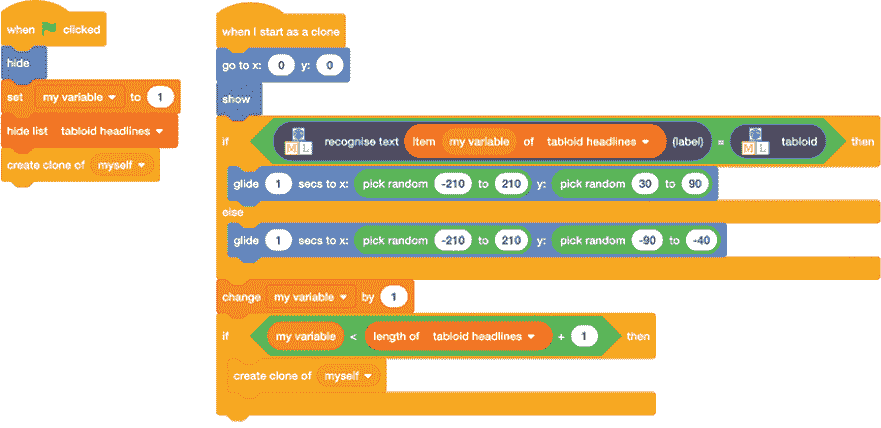 when clicked
hide
set my variable to 1
hide list tabloid headlines
create clone of myself
when I start as a clone
go to x: 0 y: 0
show
if M L recognise text item my variable of tabloid headlines (label) = M L tabloid then
glide 1 secs to x: pick random -210 to 210 y: pick random 30 to 90
else
glide 1 secs to x: pick random -210 to 210 y: pick random -90 to -40
change my variable by 1
if my variable < length of tabloid headlines + 1 then
create clone of myself